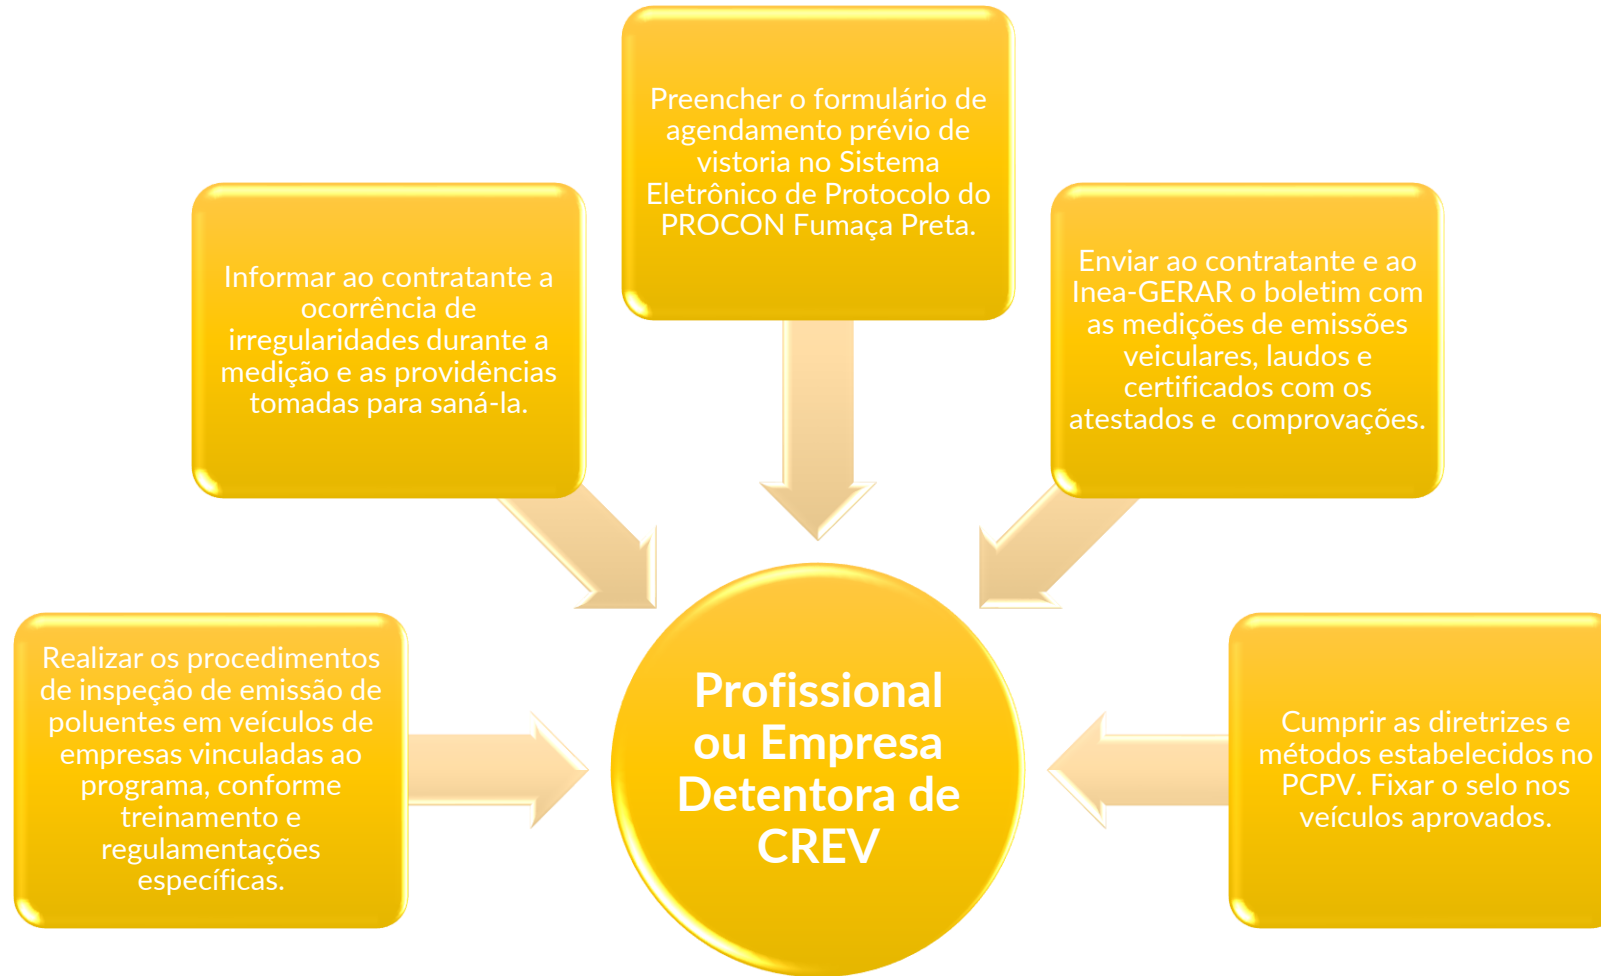 Preencher o formulário de
agendamento prévio de
vistoria no Sistema
Eletrônico de Protocolo do
PROCON Fumaça Preta.
Informar ao contratante a
ocorrência de
irregularidades durante a
medição e as providências
tomadas para saná-la.
Enviar ao contratante e ao
Inea-GERAR o boletim com
as medições de emissões
veiculares, laudos e
certificados com os
atestados e  comprovações.
Realizar os procedimentos
de inspeção de emissão de
poluentes em veículos de
empresas vinculadas ao
programa, conforme
treinamento e
regulamentações
específicas.
Profissional
ou Empresa
Detentora de
CREV
Cumprir as diretrizes e
métodos estabelecidos no
PCPV. Fixar o selo nos
veículos aprovados.